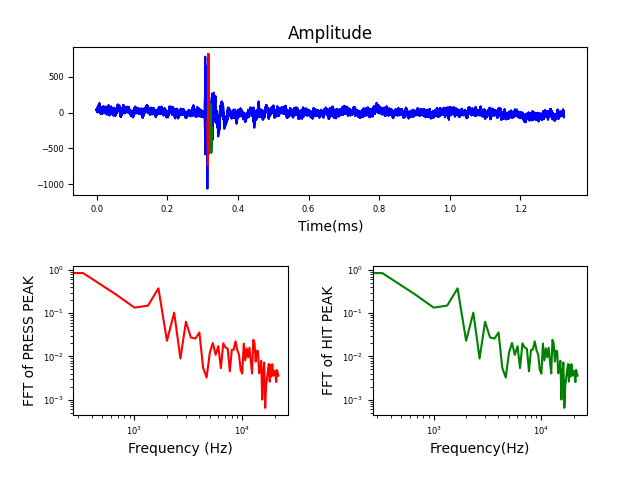 Amplitude
500
0
−500
−1000
0.0 0.2 0.4 0.6 0.8 1.0 1.2
Time(ms)
FFT of PRESS PEAK
10⁰
10⁻¹
10⁻²
10⁻³
10³ 10⁴
Frequency (Hz)
FFT of HIT PEAK
10⁰
10⁻¹
10⁻²
10⁻³
10³ 10⁴
Frequency(Hz)